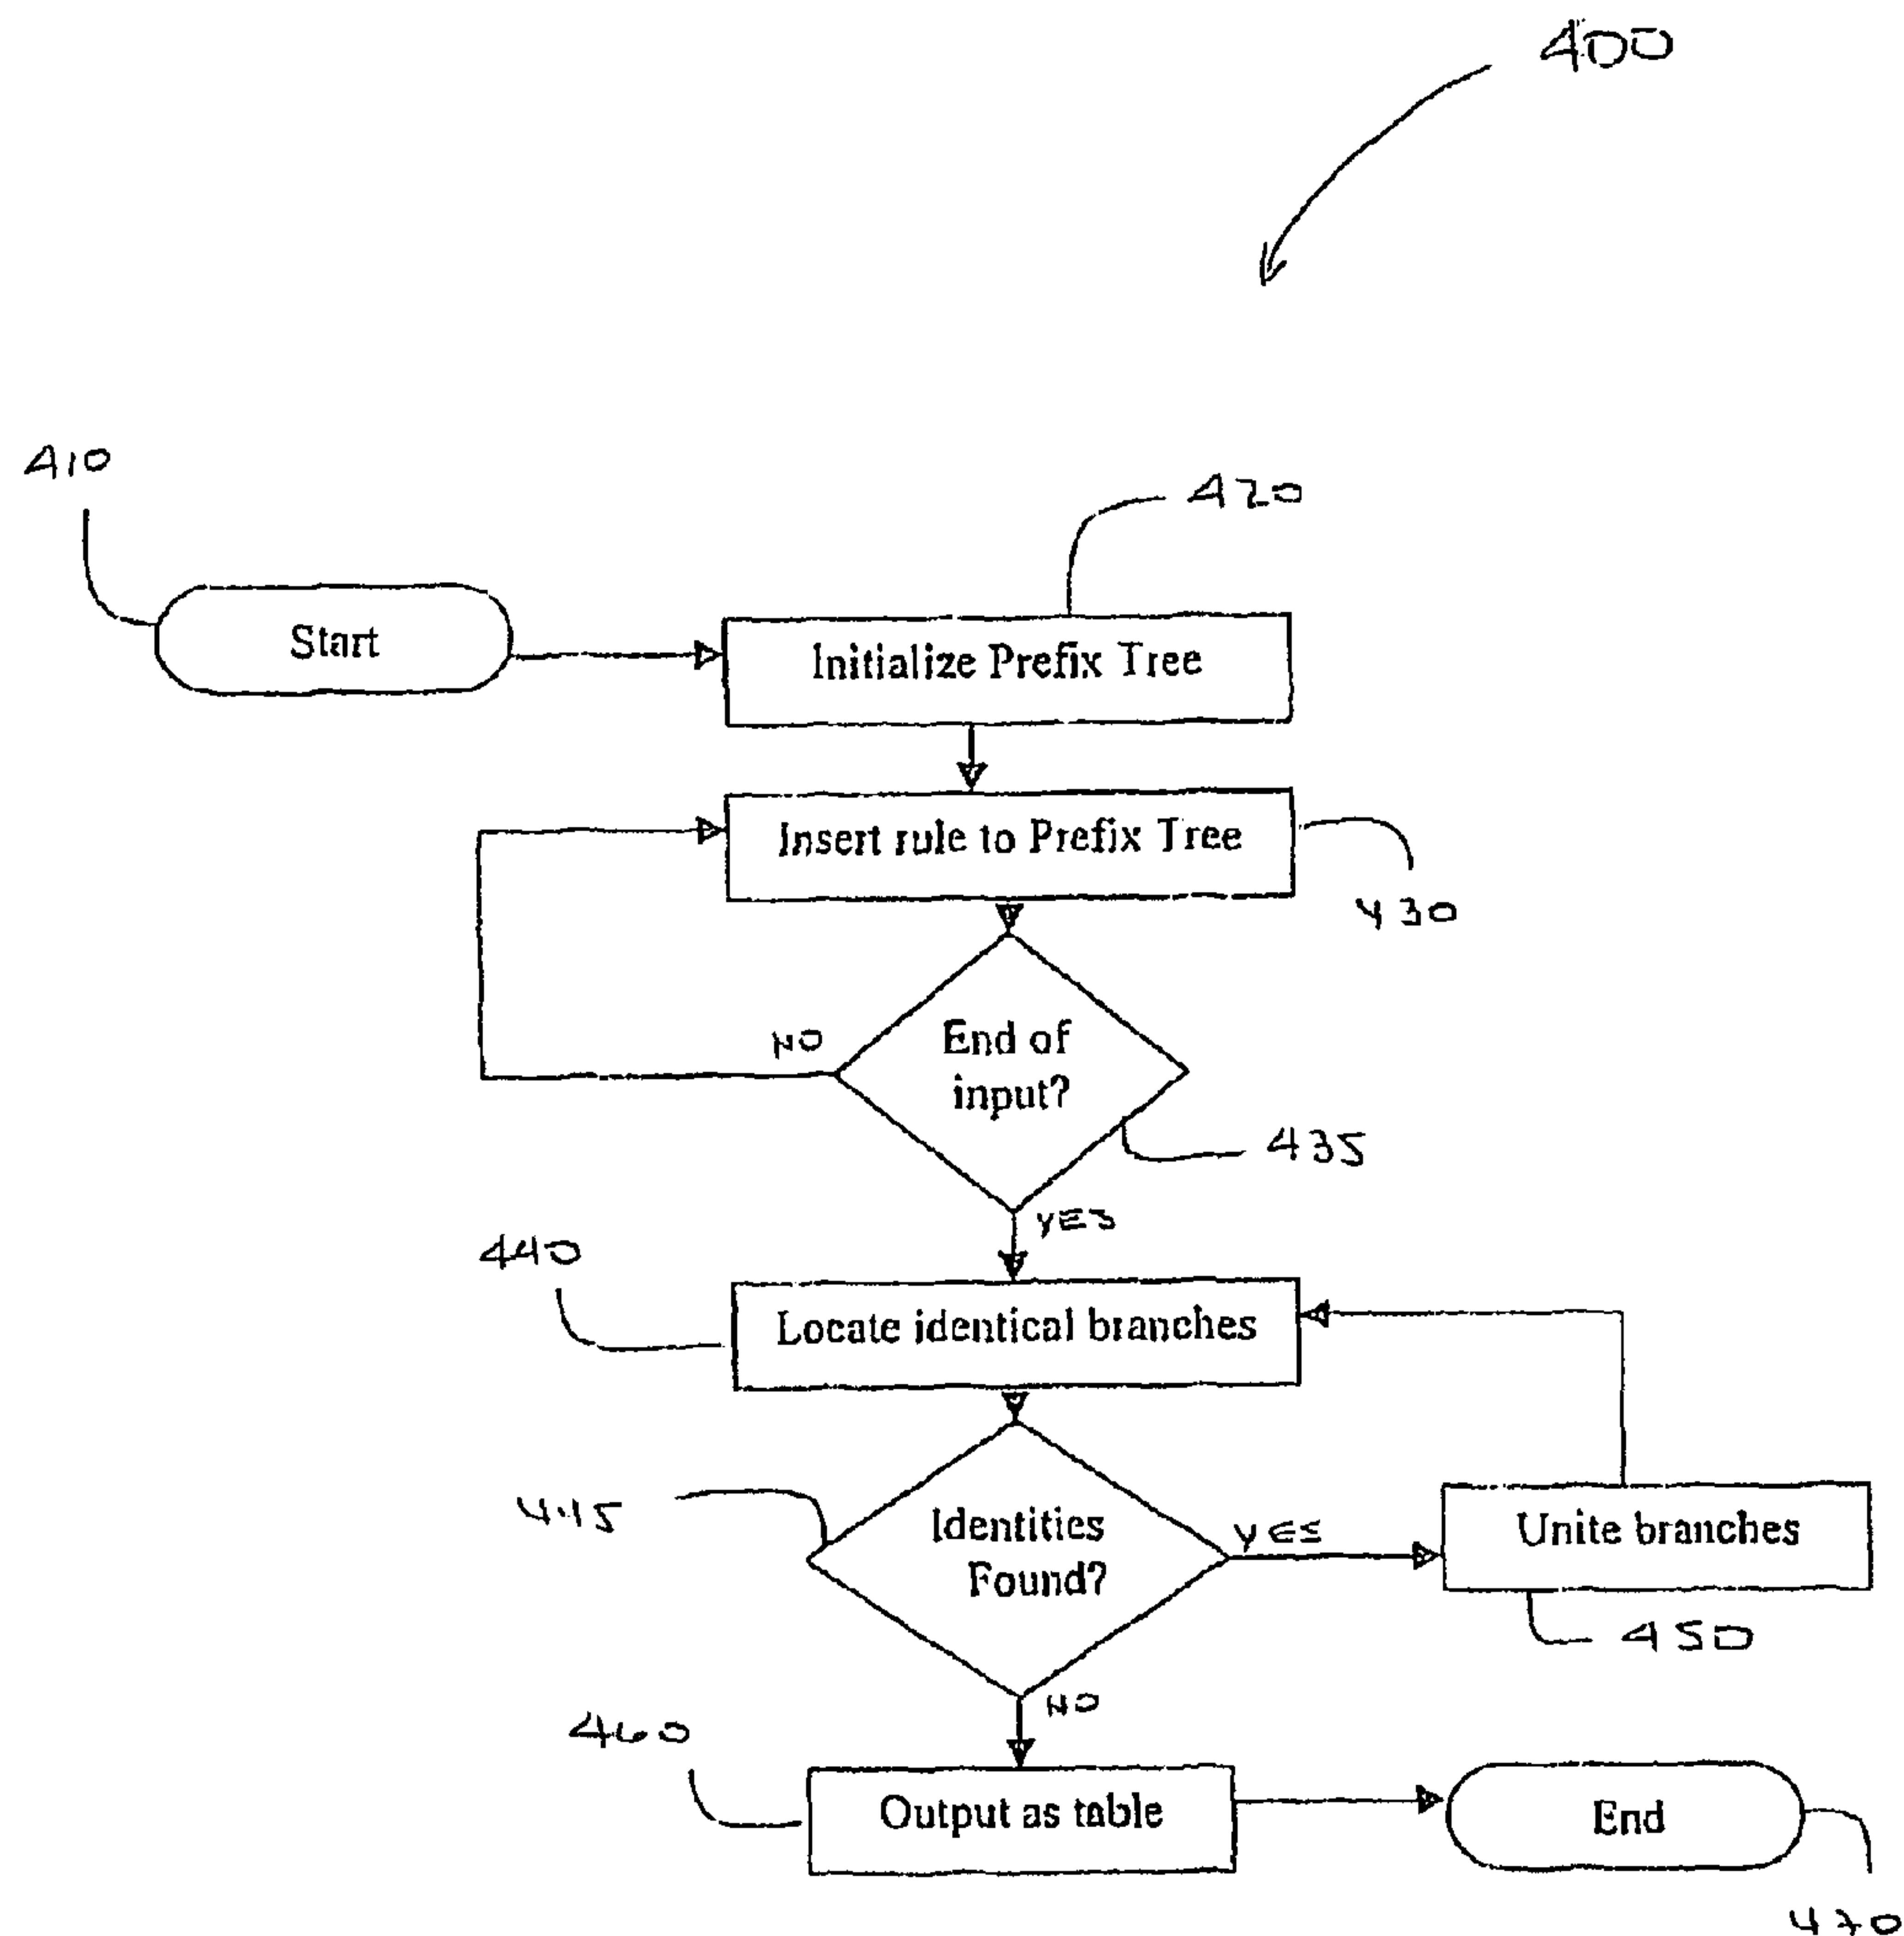 400
410
420
Start
Initialize Prefix Tree
Insert rule to Prefix Tree
430
NO
End of
input?
435
YES
440
Locate identical branches
445
Identities
Found?
YES
Unite branches
450
NO
460
Output as table
End
470